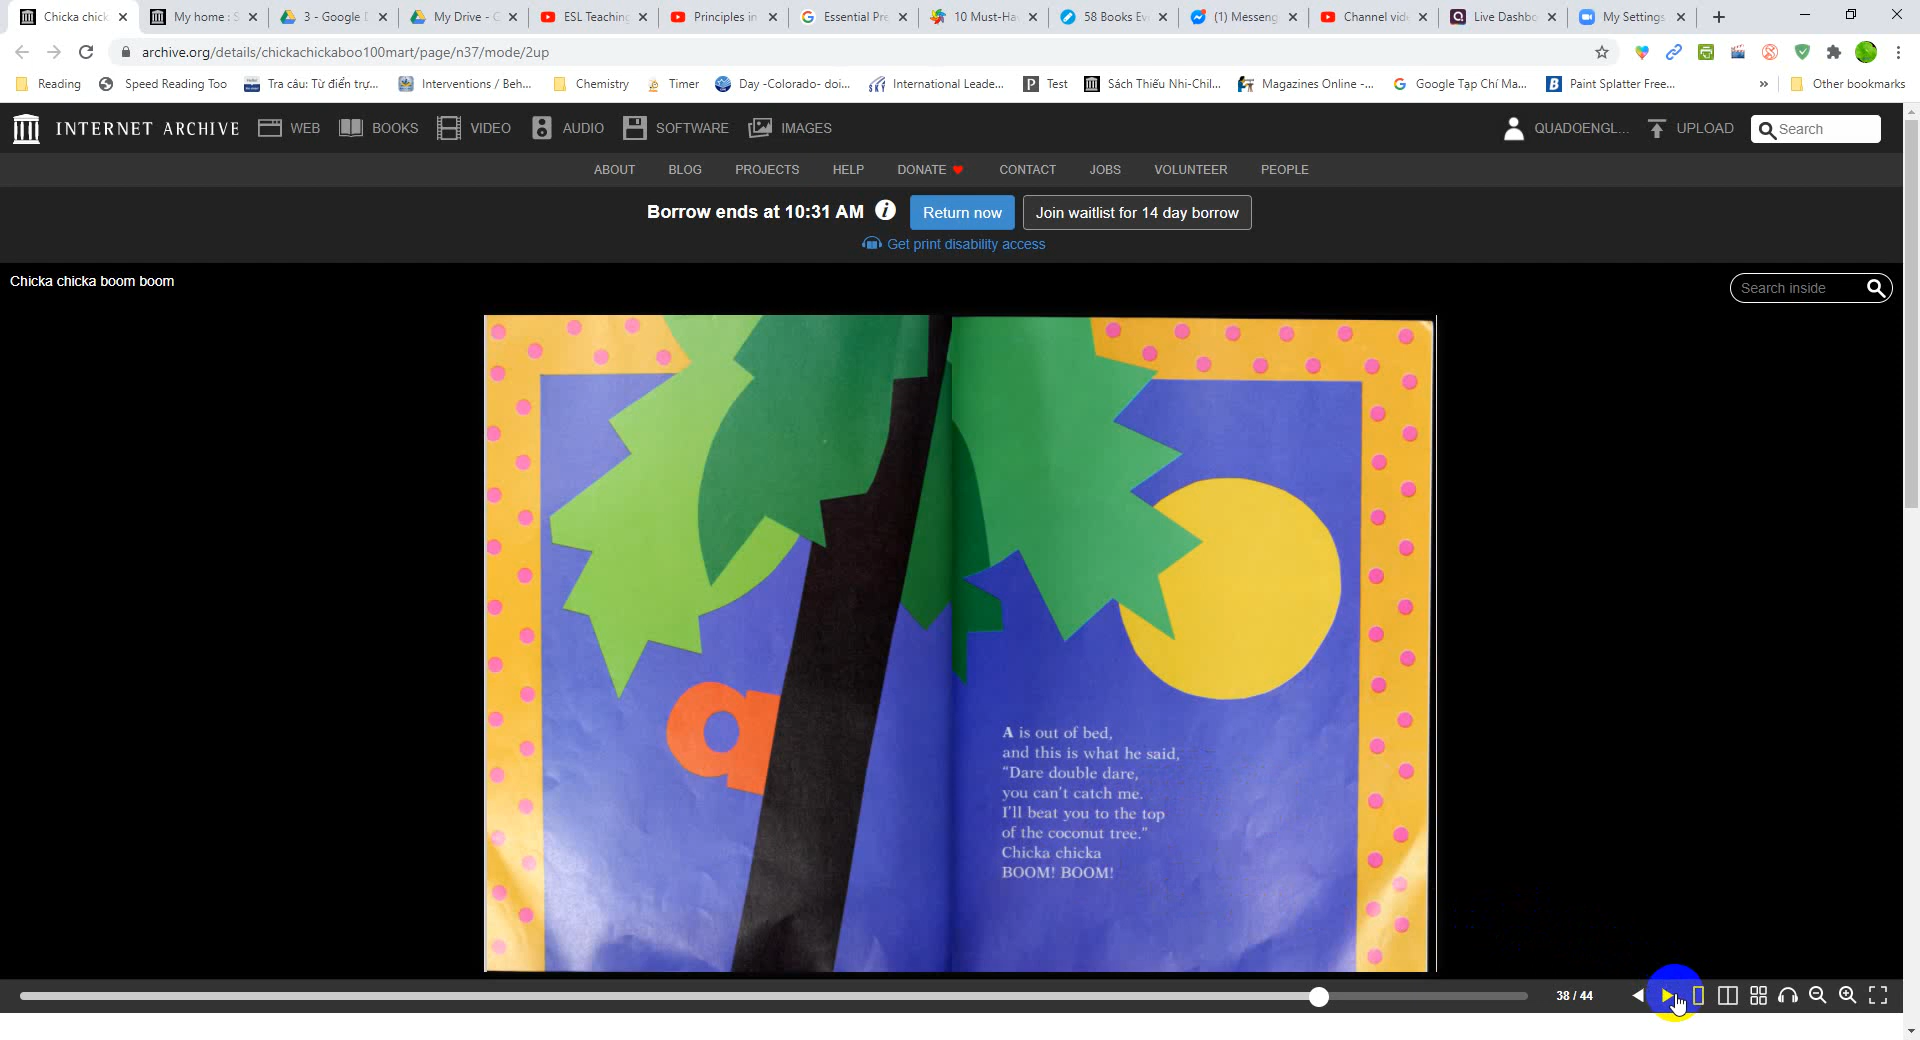 Chicka chick
My home : S
3 - Google D
My Drive - G
ESL Teaching
Principles in
Essential Pre
10 Must-Ha
58 Books Ev
(1) Messeng
Channel vid
Live Dashbo
My Settings
archive.org/details/chickachickaboo100mart/page/n37/mode/2up
Reading
Speed Reading Too
Tra câu: Từ điển trự...
Interventions / Beh...
Chemistry
Timer
Day -Colorado- doi...
International Leade...
Test
Sách Thiếu Nhi-Chil...
Magazines Online -...
Google Tạp Chí Ma...
Paint Splatter Free...
»
Other bookmarks
INTERNET ARCHIVE
WEB
BOOKS
VIDEO
AUDIO
SOFTWARE
IMAGES
QUADOENGL...
UPLOAD
Search
ABOUT
BLOG
PROJECTS
HELP
DONATE
CONTACT
JOBS
VOLUNTEER
PEOPLE
Borrow ends at 10:31 AM
Return now
Join waitlist for 14 day borrow
Get print disability access
Chicka chicka boom boom
Search inside
a
A is out of bed,
and this is what he said,
“Dare double dare,
you can’t catch me.
I’ll beat you to the top
of the coconut tree.”
Chicka chicka
BOOM! BOOM!
38 / 44